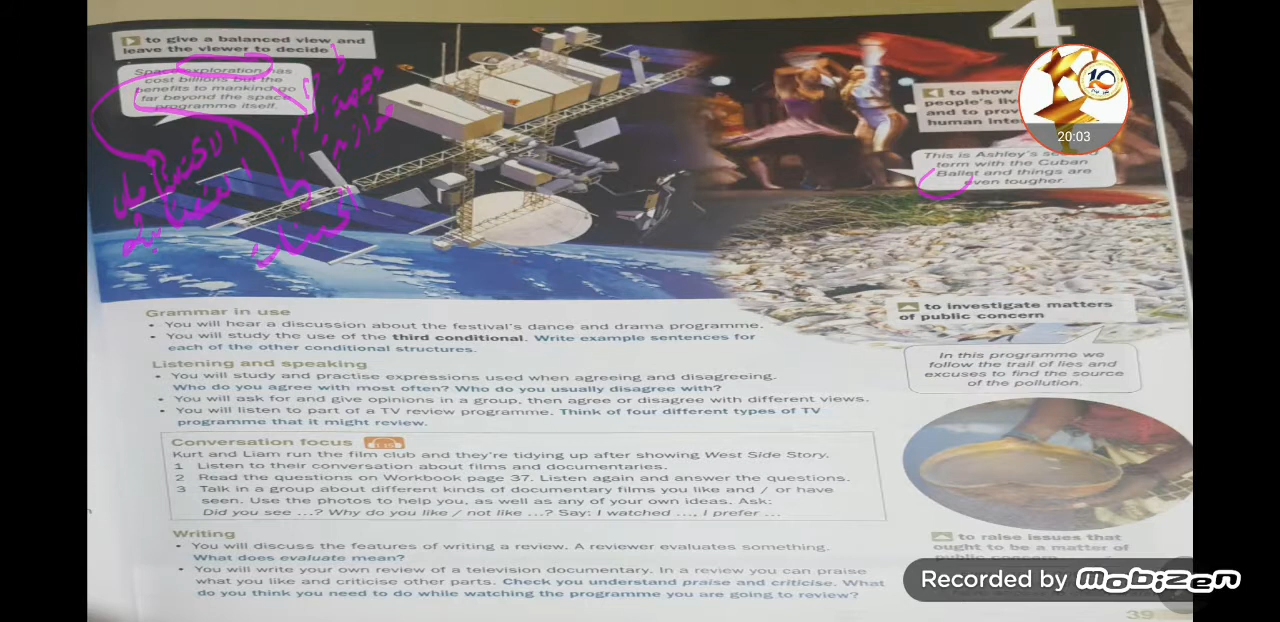 4
to give a balanced view and
leave the viewer to decide
Space exploration has
cost billions but the
benefits to mankind go
far beyond the space
programme itself.
to show
people's
and to
human
10
20:03
This is Ashley's
term with the Cuban
Ballet and things are
even tougher.
to investigate matters
of public concern
In this programme we
follow the trail of lies and
excuses to find the source
of the pollution.
Grammar in use
• You will hear a discussion about the festival's dance and drama programme.
• You will study the use of the third conditional. Write example sentences for
each of the other conditional structures.
Listening and speaking
• You will study and practise expressions used when agreeing and disagreeing.
Who do you agree with most often? Who do you usually disagree with?
• You will ask for and give opinions in a group, then agree or disagree with different views.
• You will listen to part of a TV review programme. Think of four different types of TV
programme that it might review.
Conversation focus
Kurt and Liam run the film club and they're tidying up after showing West Side Story.
1 Listen to their conversation about films and documentaries.
2 Read the questions on Workbook page 37. Listen again and answer the questions.
3 Talk in a group about different kinds of documentary films you like and / or have
seen. Use the photos to help you, as well as any of your own ideas. Ask:
Did you see ...? Why do you like / not like ...? Say: I watched ..., I prefer ...
Writing
• You will discuss the features of writing a review. A reviewer evaluates something.
What does evaluate mean?
• You will write your own review of a television documentary. In a review you can praise
what you like and criticise other parts. Check you understand praise and criticise. What
do you think you need to do while watching the programme you are going to review?
to raise issues that
ought to be a matter of
public concern
Recorded by mobizen
39